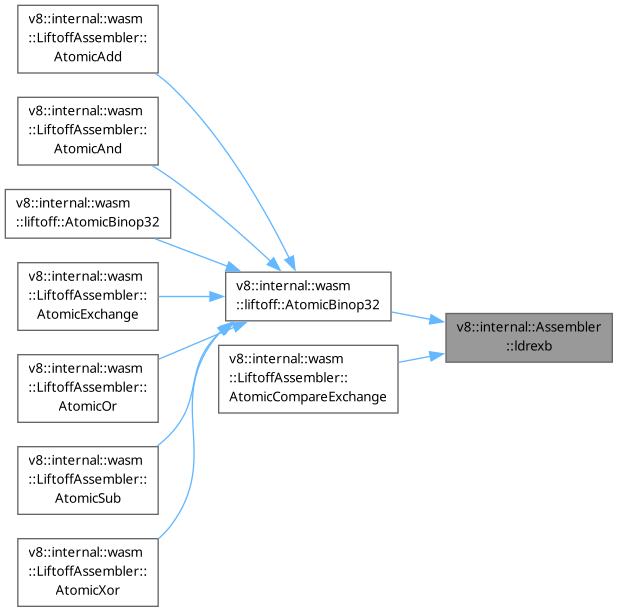 v8::internal::wasm
::LiftoffAssembler::
AtomicAdd
v8::internal::wasm
::LiftoffAssembler::
AtomicAnd
v8::internal::wasm
::liftoff::AtomicBinop32
v8::internal::wasm
::LiftoffAssembler::
AtomicExchange
v8::internal::wasm
::LiftoffAssembler::
AtomicOr
v8::internal::wasm
::LiftoffAssembler::
AtomicSub
v8::internal::wasm
::LiftoffAssembler::
AtomicXor
v8::internal::wasm
::liftoff::AtomicBinop32
v8::internal::wasm
::LiftoffAssembler::
AtomicCompareExchange
v8::internal::Assembler
::ldrexb